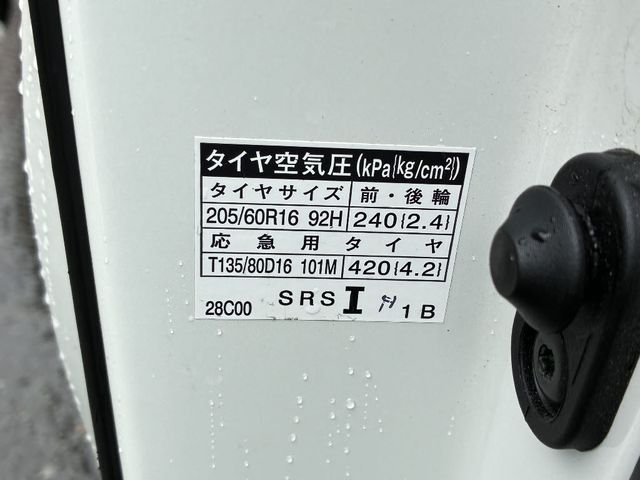 タイヤ空気圧(kPa{kg/cm²})
タイヤサイズ 前・後輪
205/60R16 92H 240{2.4}
応急用タイヤ
T135/80D16 101M 420{4.2}
28C00 SRS I 1B